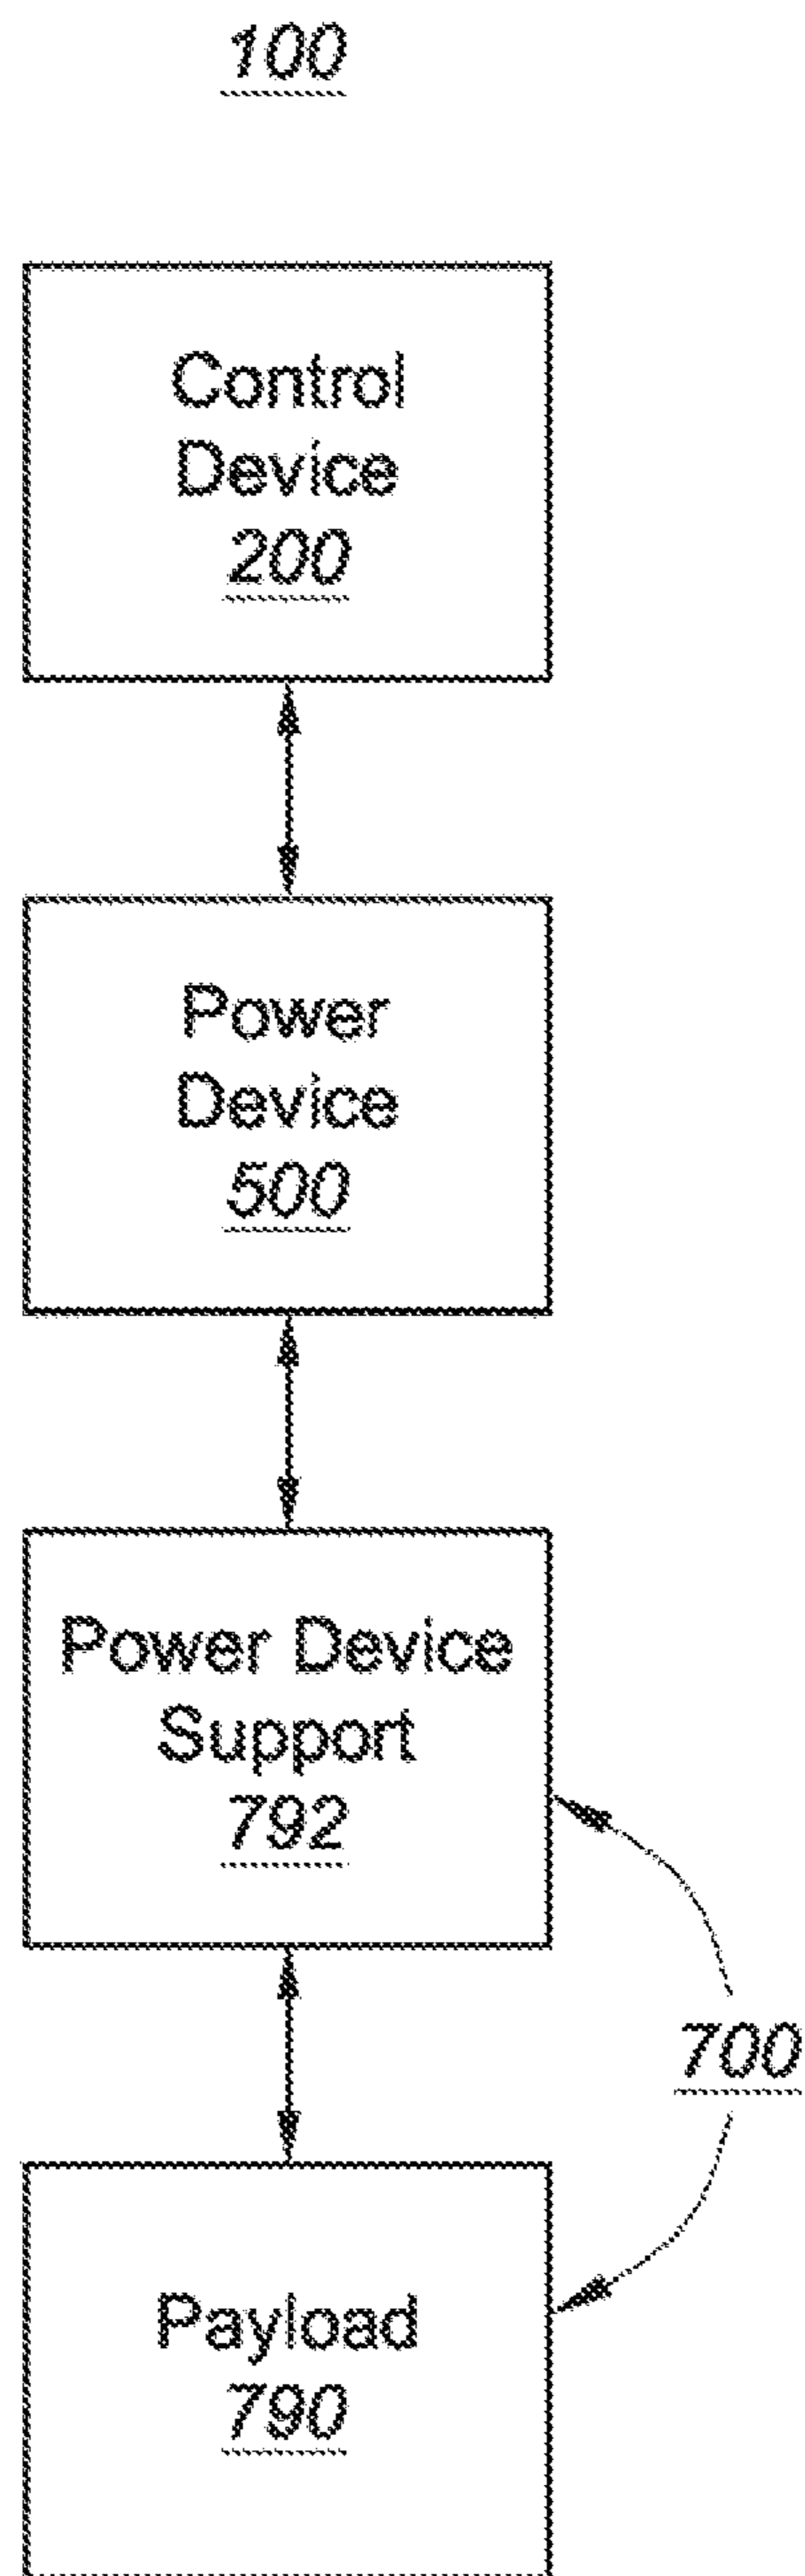 100
Control
Device
200
Power
Device
500
Power Device
Support
792
700
Payload
790